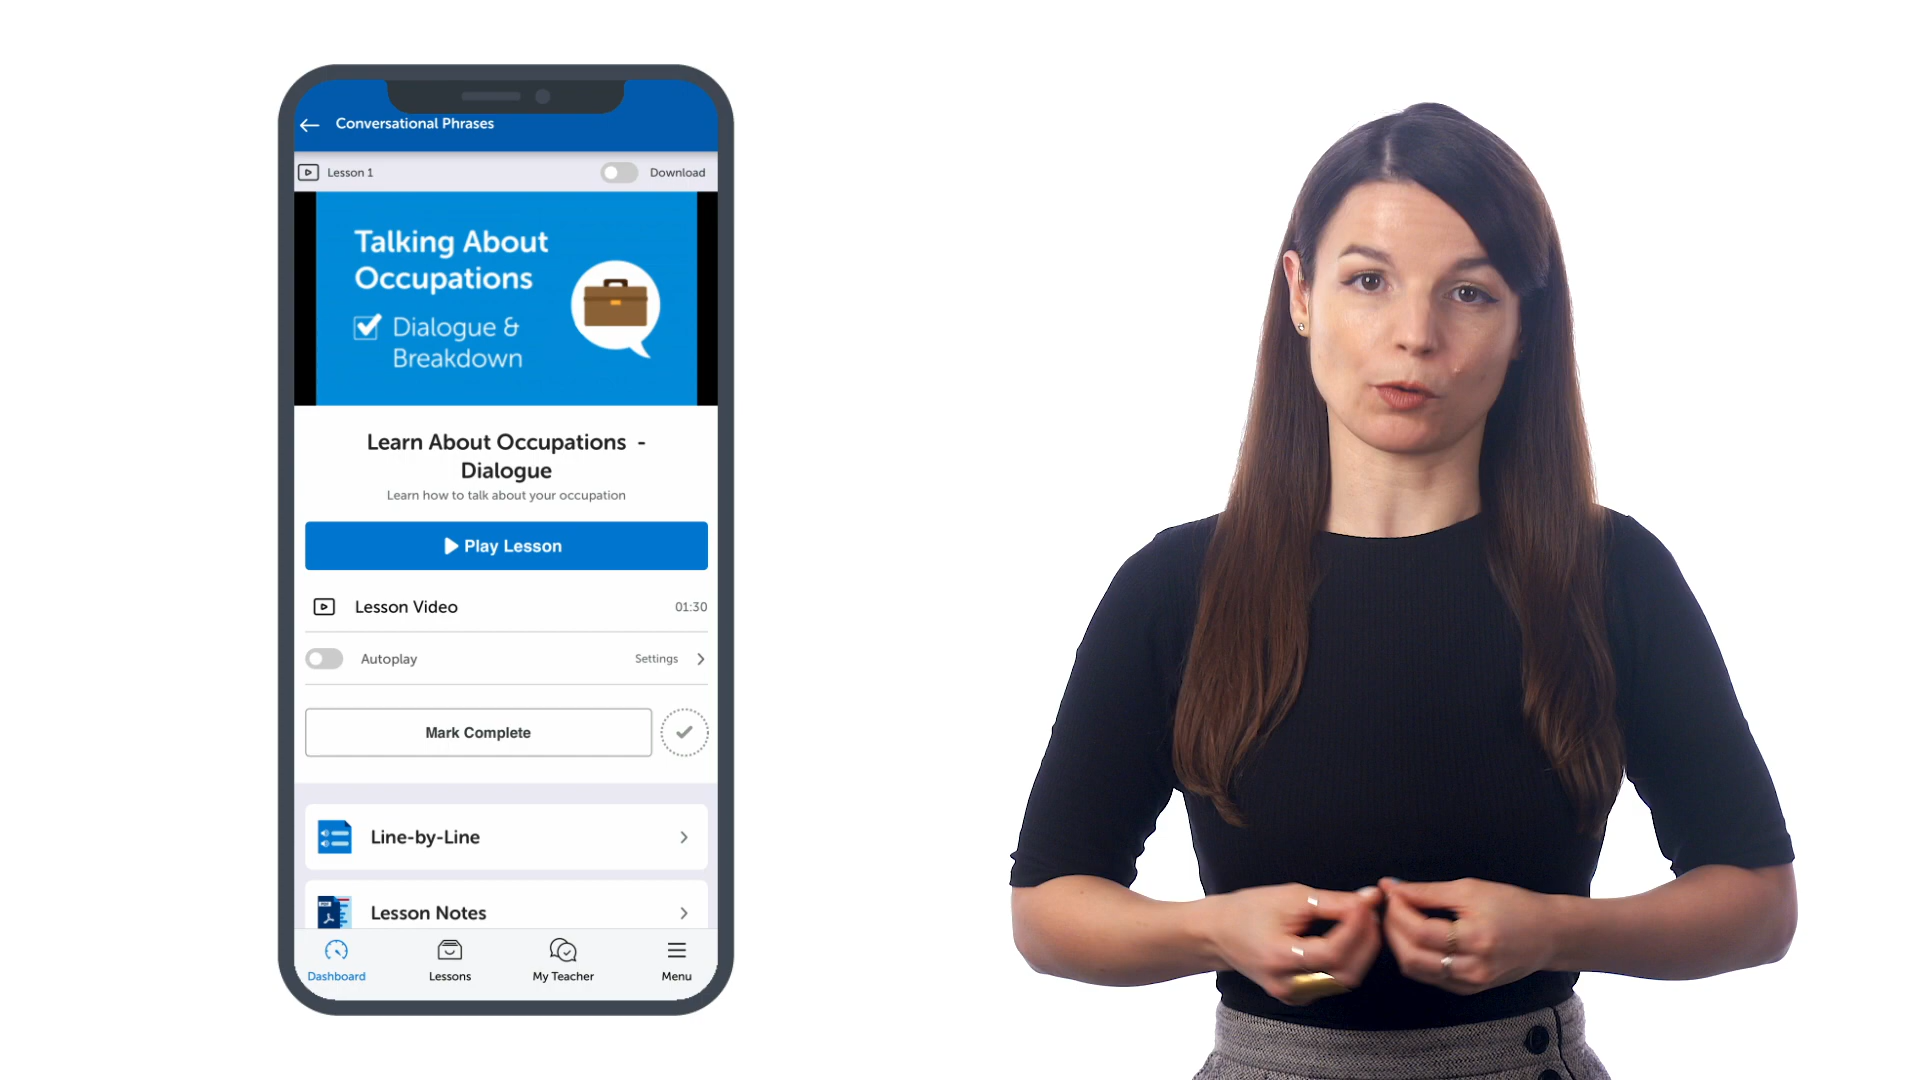 Conversational Phrases
Lesson 1
Download
Talking About
Occupations
Dialogue &
Breakdown
Learn About Occupations -
Dialogue
Learn how to talk about your occupation
Play Lesson
Lesson Video
01:30
Autoplay
Settings
Mark Complete
Line-by-Line
Lesson Notes
Dashboard
Lessons
My Teacher
Menu